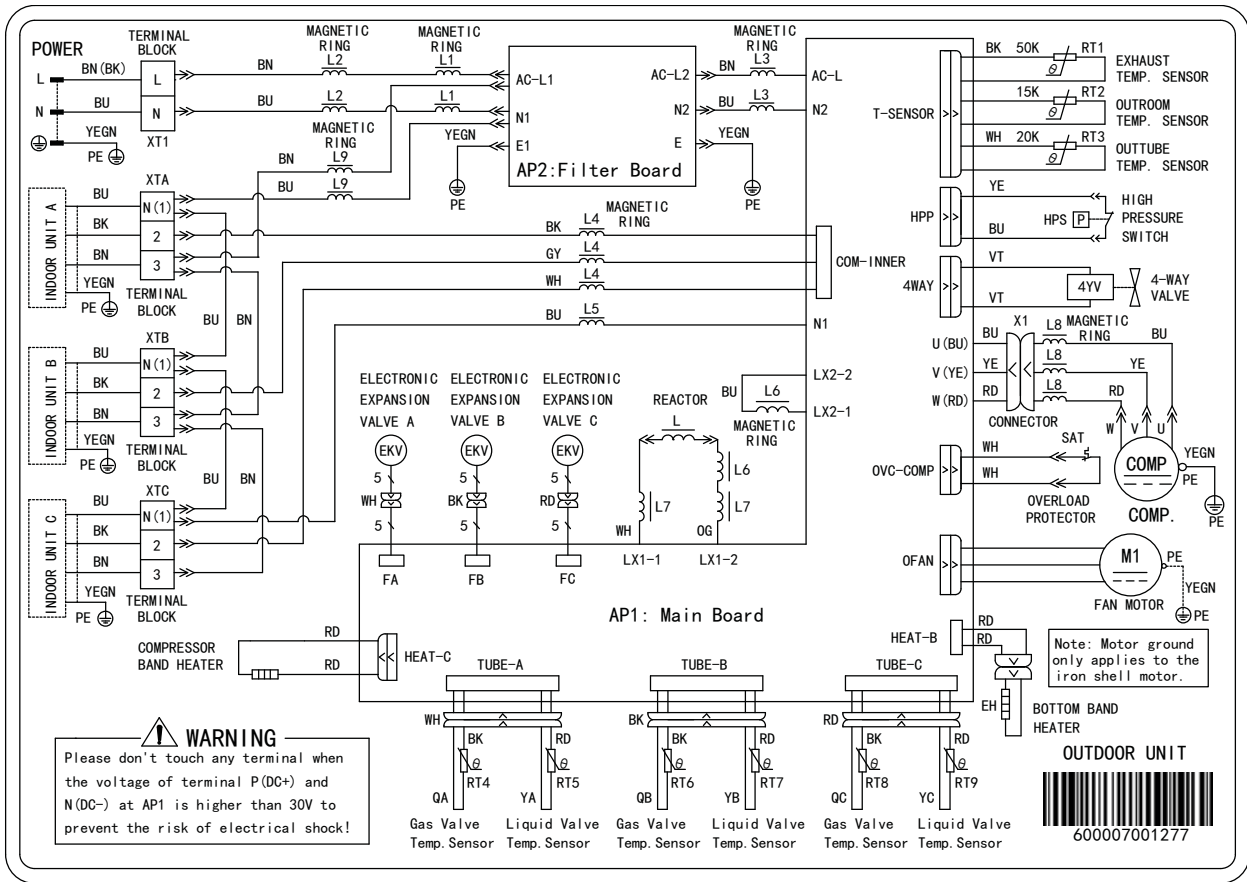 POWER
TERMINAL
BLOCK
L
BN(BK)
L
BN
N
BU
N
BU
YEGN
PE
XT1
MAGNETIC
RING
L2
MAGNETIC
RING
L1
L2
L1
MAGNETIC
RING
L9
BN
L9
BU
AC-L1
N1
E1
YEGN
PE
AC-L2
N2
E
AP2:Filter Board
MAGNETIC
RING
BN
L3
BU
L3
YEGN
PE
AC-L
N2
T-SENSOR
BK
50K
RT1
θ
EXHAUST
TEMP. SENSOR
15K
RT2
θ
OUTROOM
TEMP. SENSOR
WH
20K
RT3
θ
OUTTUBE
TEMP. SENSOR
HPP
YE
BU
HPS
P
HIGH
PRESSURE
SWITCH
4WAY
VT
VT
4YV
4-WAY
VALVE
INDOOR UNIT A
BU
BK
BN
YEGN
PE
XTA
N(1)
2
3
TERMINAL
BLOCK
BU
BN
BK
L4
MAGNETIC
RING
GY
L4
WH
L4
BU
L5
COM-INNER
N1
INDOOR UNIT B
BU
BK
BN
YEGN
PE
XTB
N(1)
2
3
TERMINAL
BLOCK
BU
BN
INDOOR UNIT C
BU
BK
BN
YEGN
PE
XTC
N(1)
2
3
TERMINAL
BLOCK
ELECTRONIC
EXPANSION
VALVE A
EKV
5
WH
5
FA
ELECTRONIC
EXPANSION
VALVE B
EKV
5
BK
5
FB
ELECTRONIC
EXPANSION
VALVE C
EKV
5
RD
5
FC
REACTOR
L
L7
L6
L7
WH
OG
LX1-1
LX1-2
LX2-2
BU
L6
LX2-1
MAGNETIC
RING
U(BU)
V(YE)
W(RD)
BU
YE
RD
X1
CONNECTOR
L8
MAGNETIC
RING
L8
L8
BU
YE
RD
W
V
U
COMP
YEGN
PE
PE
COMP.
OVC-COMP
WH
WH
SAT
OVERLOAD
PROTECTOR
OFAN
M1
PE
YEGN
PE
FAN MOTOR
AP1: Main Board
HEAT-B
RD
RD
EH
BOTTOM BAND
HEATER
Note: Motor ground
only applies to the
iron shell motor.
COMPRESSOR
BAND HEATER
RD
RD
HEAT-C
TUBE-A
WH
BK
RD
θ
RT4
θ
RT5
QA
YA
Gas Valve
Temp.Sensor
Liquid Valve
Temp.Sensor
TUBE-B
BK
BK
RD
θ
RT6
θ
RT7
QB
YB
Gas Valve
Temp.Sensor
Liquid Valve
Temp.Sensor
TUBE-C
RD
BK
RD
θ
RT8
θ
RT9
QC
YC
Gas Valve
Temp.Sensor
Liquid Valve
Temp.Sensor
WARNING
Please don't touch any terminal when
the voltage of terminal P(DC+) and
N(DC-) at AP1 is higher than 30V to
prevent the risk of electrical shock!
OUTDOOR UNIT
600007001277